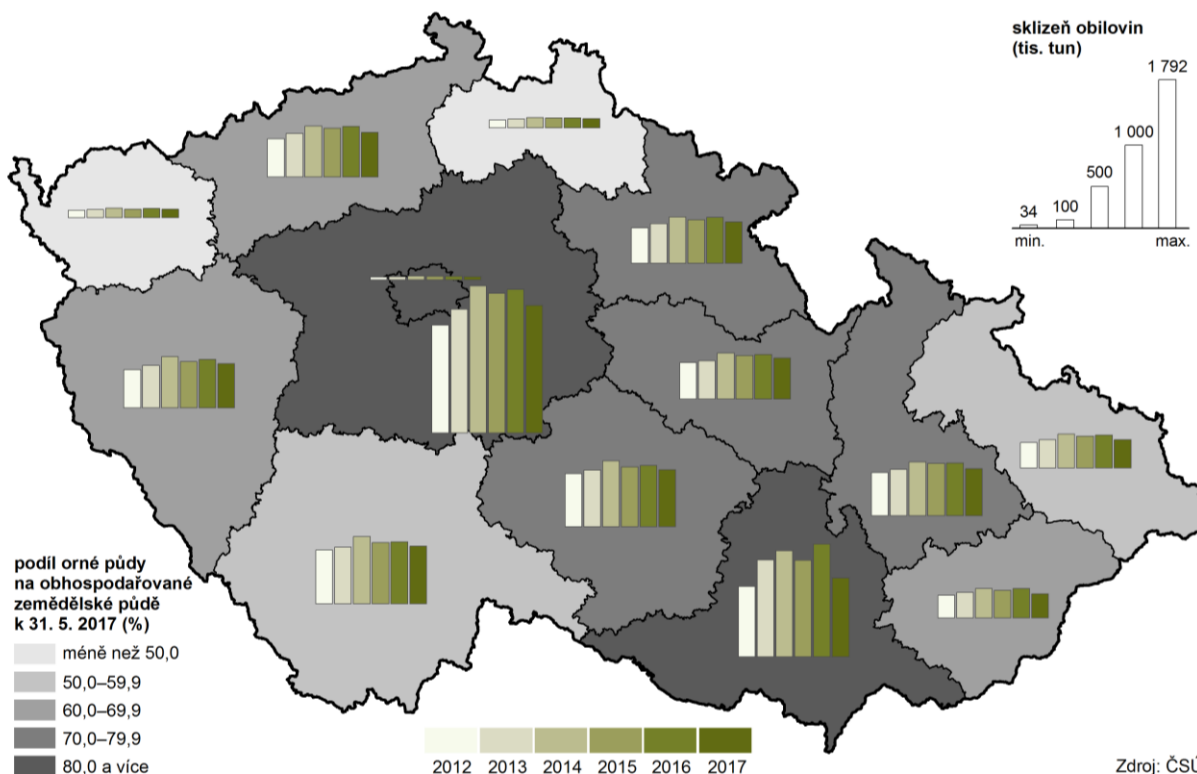 sklizeň obilovin
(tis. tun)
1 792
1 000
500
100
34
min.
max.
podíl orné půdy
na obhospodařované
zemědělské půdě
k 31. 5. 2017 (%)
méně než 50,0
50,0–59,9
60,0–69,9
70,0–79,9
80,0 a více
2012 2013 2014 2015 2016 2017
Zdroj: ČSÚ